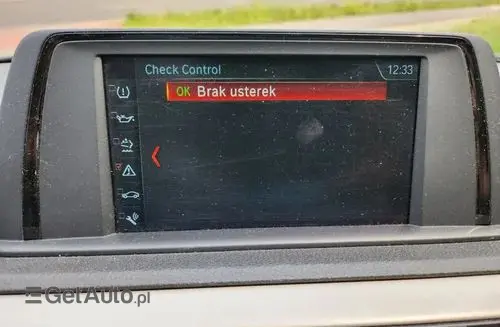 Check Control
12:33
OK Brak usterek
GetAuto.pl